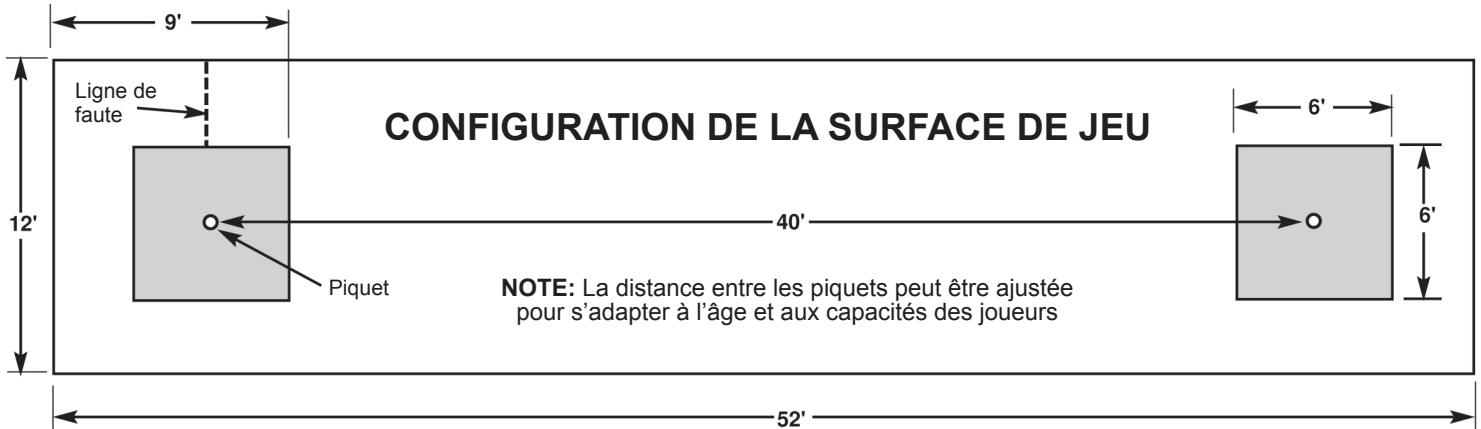 9'
Ligne de
faute
CONFIGURATION DE LA SURFACE DE JEU
6'
12'
40'
6'
Piquet
NOTE: La distance entre les piquets peut être ajustée
pour s’adapter à l’âge et aux capacités des joueurs
52'